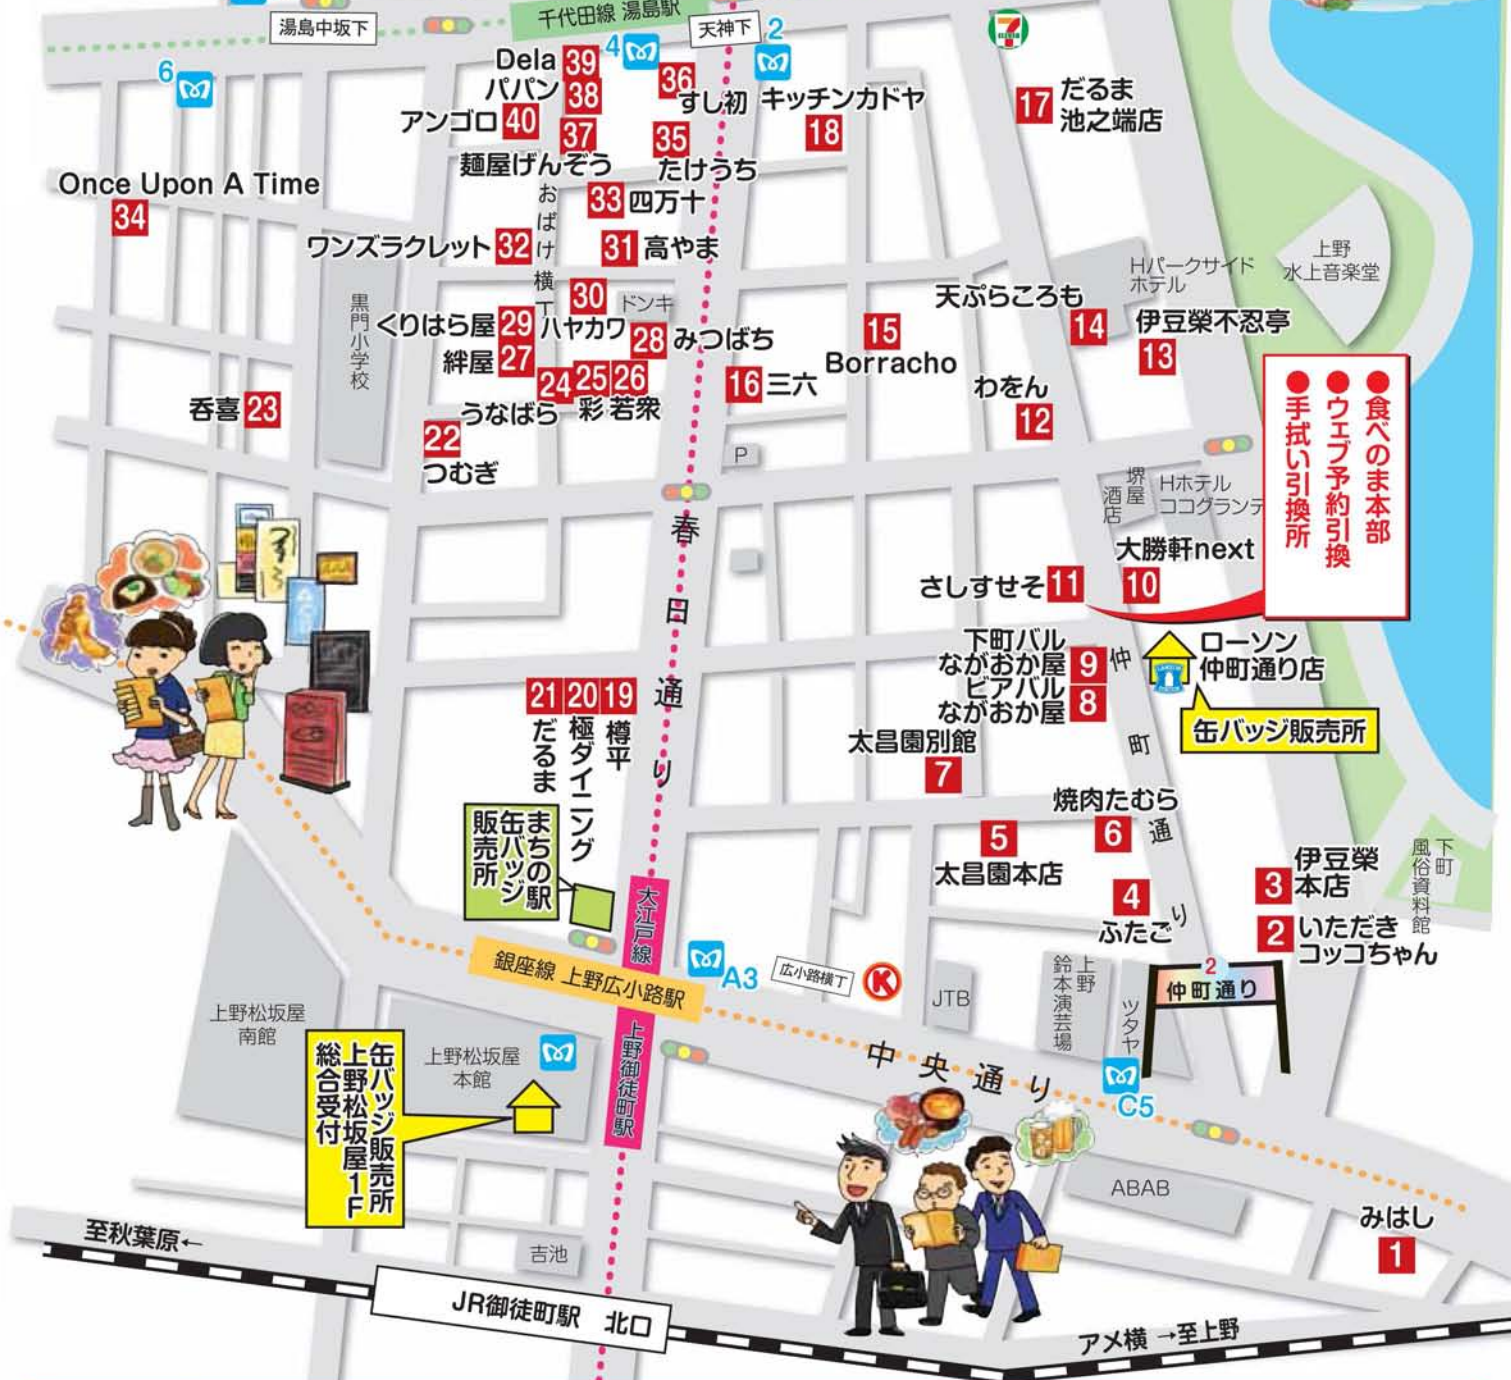 千代田線 湯島駅
湯島中坂下
天神下
2
4
6
7
ELEVEN
Dela
39
パパン
38
36
すし初
キッチンカドヤ
18
17
だるま
池之端店
アンゴロ
40
37
麺屋げんぞう
35
たけうち
Once Upon A Time
34
33
四万十
おばけ横丁
ワンズラクレット
32
31
高やま
上野
水上音楽堂
Hパークサイド
ホテル
黒門小学校
30
ハヤカワ
ドンキ
天ぷらころも
14
伊豆榮不忍亭
13
くりはら屋
29
絆屋
27
28
みつばち
15
Borracho
24
うなばら
25
彩
26
若衆
16
三六
わをん
12
呑喜
23
22
つむぎ
P
●食べのま本部
●ウェブ予約引換
●手拭い引換所
堺屋
酒店
Hホテル
ココグランデ
春日通り
大勝軒next
10
さしすせそ
11
下町バル
ながおか屋
9
ビアバル
ながおか屋
8
仲町通り
ローソン
仲町通り店
缶バッジ販売所
21
だるま
20
極ダイニング
19
樽平
太昌園別館
7
焼肉たむら
6
5
太昌園本店
4
ふたご
3
伊豆榮
本店
2
いただき
コッコちゃん
下町
風俗資料館
まちの駅
缶バッジ
販売所
大江戸線
上野御徒町駅
銀座線 上野広小路駅
A3
広小路横丁
K
JTB
上野
鈴本演芸場
ツタヤ
2
仲町通り
C5
中央通り
上野松坂屋
南館
上野松坂屋
本館
缶バッジ販売所
上野松坂屋1F
総合受付
ABAB
みはし
1
至秋葉原←
吉池
JR御徒町駅 北口
アメ横 →至上野